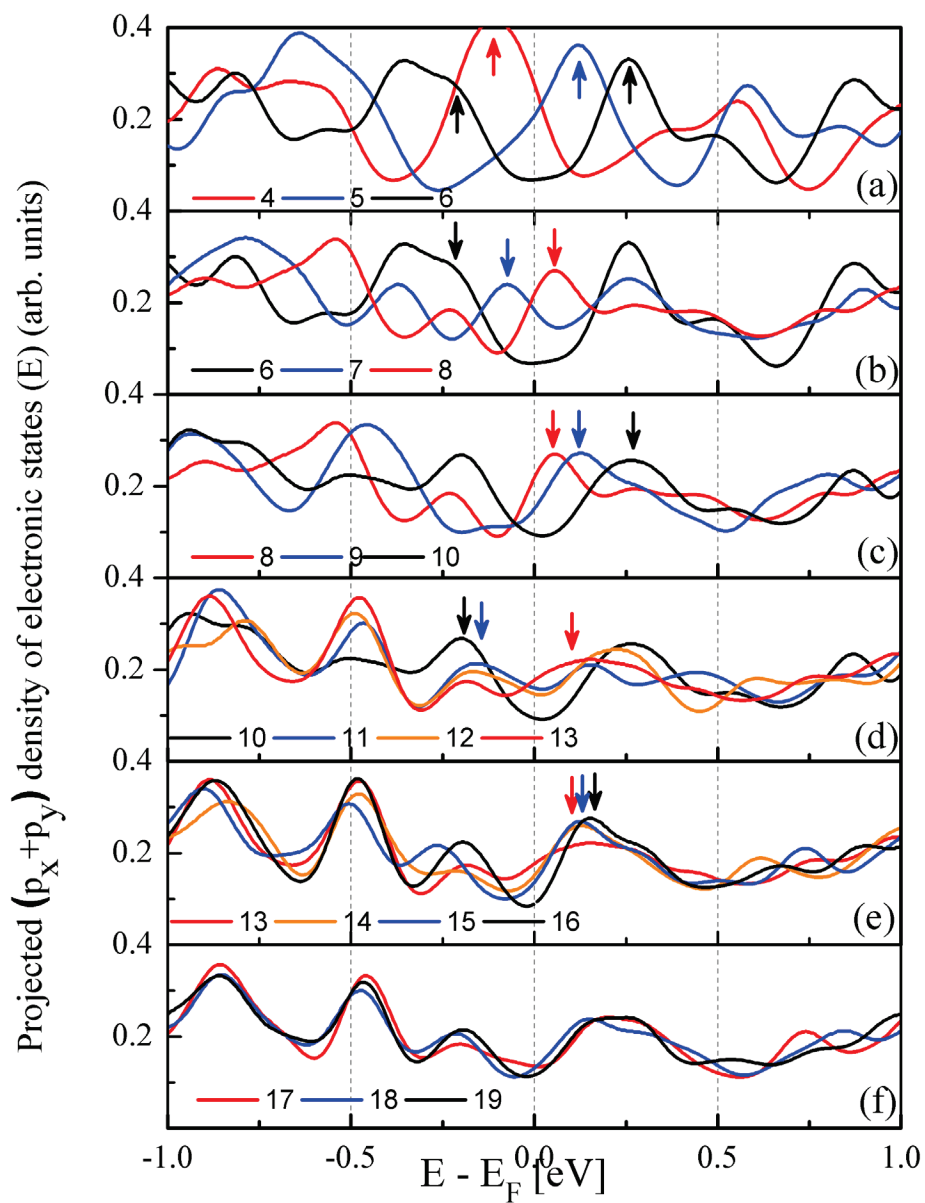 Projected (pₓ+p_y) density of electronic states (E) (arb. units)
0.4
0.2
4 5 6
(a)
0.4
0.2
6 7 8
(b)
0.4
0.2
8 9 10
(c)
0.4
0.2
10 11 12 13
(d)
0.4
0.2
13 14 15 16
(e)
0.4
0.2
17 18 19
(f)
-1.0 -0.5 0.0 0.5 1.0
E - E_F [eV]